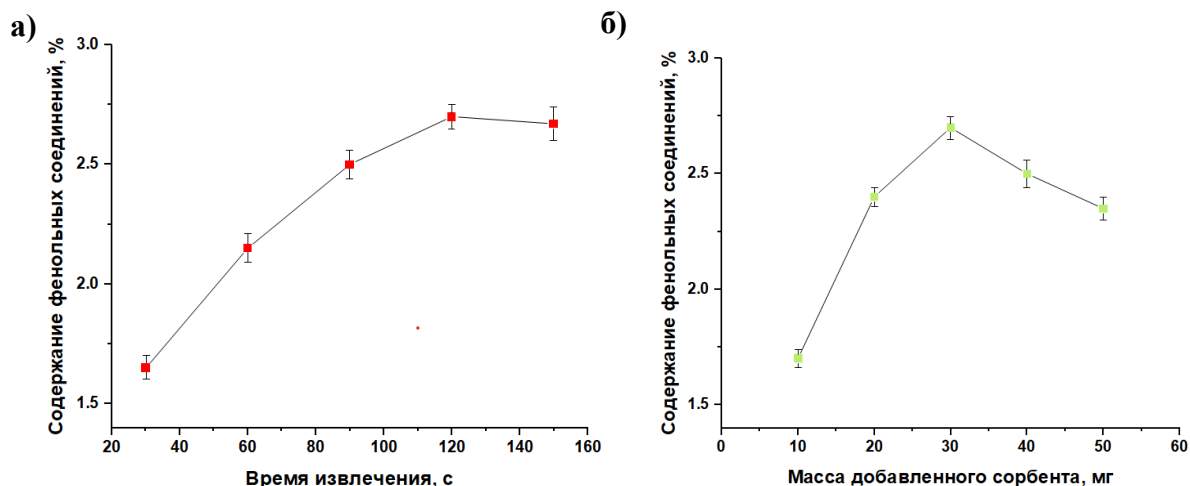 а)
Содержание фенольных соединений, %
3.0
2.5
2.0
1.5
20 40 60 80 100 120 140 160
Время извлечения, с
б)
Содержание фенольных соединений, %
3.0
2.5
2.0
1.5
0 10 20 30 40 50 60
Масса добавленного сорбента, мг